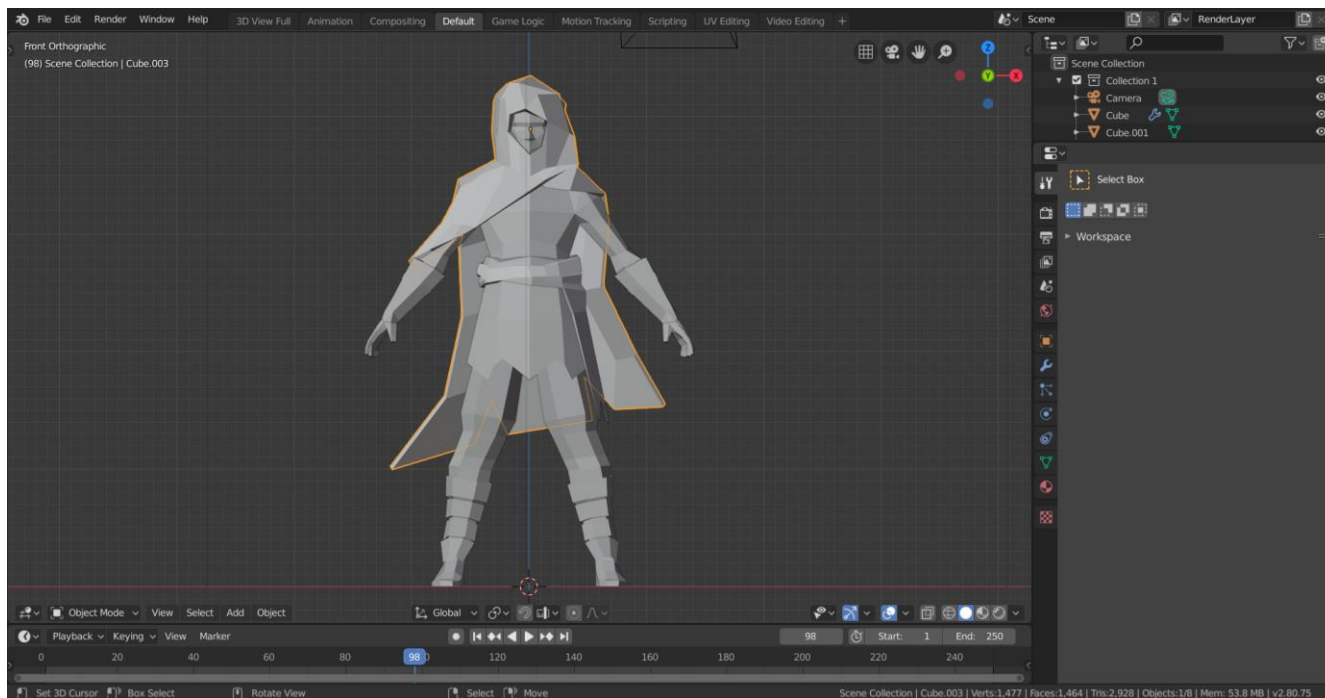 File Edit Render Window Help 3D View Full Animation Compositing Default Game Logic Motion Tracking Scripting UV Editing Video Editing + Scene RenderLayer
Front Orthographic
(98) Scene Collection | Cube.003
Z
Y
X
Scene Collection
Collection 1
Camera
Cube
Cube.001
Select Box
Workspace
Object Mode View Select Add Object Global
Playback Keying View Marker 98 Start: 1 End: 250
0 20 40 60 80 98 120 140 160 180 200 220 240
Set 3D Cursor Box Select Rotate View Select Move Scene Collection | Cube.003 | Verts:1,477 | Faces:1,464 | Tris:2,928 | Objects:1/8 | Mem: 53.8 MB | v2.80.75